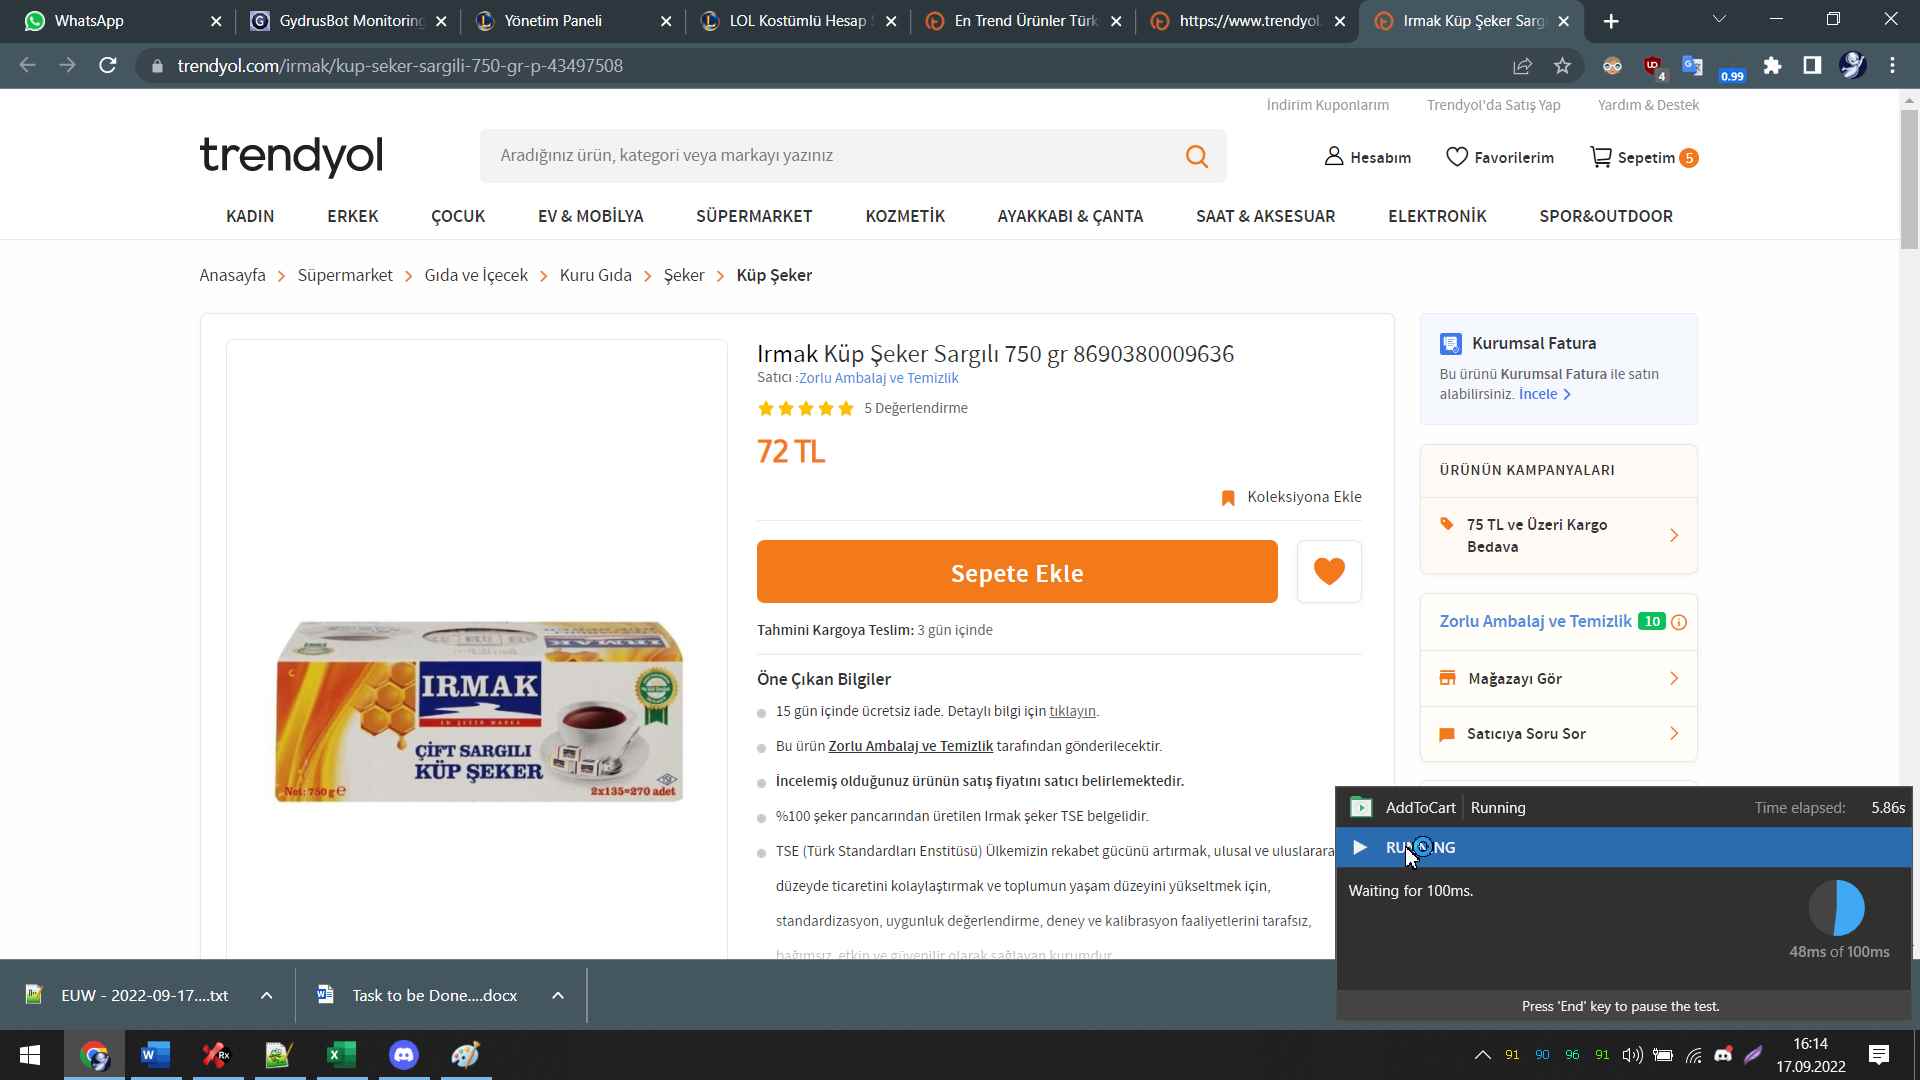 WhatsApp
GydrusBot Monitoring
Yönetim Paneli
LOL Kostümlü Hesap
En Trend Ürünler Türk
https://www.trendyol.
Irmak Küp Şeker Sargı
trendyol.com/irmak/kup-seker-sargili-750-gr-p-43497508
4
0.99
İndirim Kuponlarım
Trendyol'da Satış Yap
Yardım & Destek
trendyol
Aradığınız ürün, kategori veya markayı yazınız
Hesabım
Favorilerim
Sepetim 5
KADIN
ERKEK
ÇOCUK
EV & MOBİLYA
SÜPERMARKET
KOZMETİK
AYAKKABI & ÇANTA
SAAT & AKSESUAR
ELEKTRONİK
SPOR&OUTDOOR
Anasayfa > Süpermarket > Gıda ve İçecek > Kuru Gıda > Şeker > Küp Şeker
Irmak Küp Şeker Sargılı 750 gr 8690380009636
Satıcı :Zorlu Ambalaj ve Temizlik
5 Değerlendirme
72 TL
Koleksiyona Ekle
Sepete Ekle
Tahmini Kargoya Teslim: 3 gün içinde
Öne Çıkan Bilgiler
15 gün içinde ücretsiz iade. Detaylı bilgi için tıklayın.
Bu ürün Zorlu Ambalaj ve Temizlik tarafından gönderilecektir.
İncelemiş olduğunuz ürünün satış fiyatını satıcı belirlemektedir.
%100 şeker pancarından üretilen Irmak şeker TSE belgelidir.
TSE (Türk Standardları Enstitüsü) Ülkemizin rekabet gücünü artırmak, ulusal ve uluslarara
düzeyde ticaretini kolaylaştırmak ve toplumun yaşam düzeyini yükseltmek için,
standardizasyon, uygunluk değerlendirme, deney ve kalibrasyon faaliyetlerini tarafsız,
bağımsız, etkin ve güvenilir olarak sağlayan kurumdur.
IRMAK
ÇİFT SARGILI
KÜP ŞEKER
Net: 750 g e
2x135=270 adet
Kurumsal Fatura
Bu ürünü Kurumsal Fatura ile satın
alabilirsiniz. İncele >
ÜRÜNÜN KAMPANYALARI
75 TL ve Üzeri Kargo
Bedava
Zorlu Ambalaj ve Temizlik 10
Mağazayı Gör
Satıcıya Soru Sor
AddToCart
Running
Time elapsed: 5.86s
Waiting for 100ms.
48ms of 100ms
Press 'End' key to pause the test.
EUW - 2022-09-17....txt
Task to be Done....docx
91
90
96
91
16:14
17.09.2022